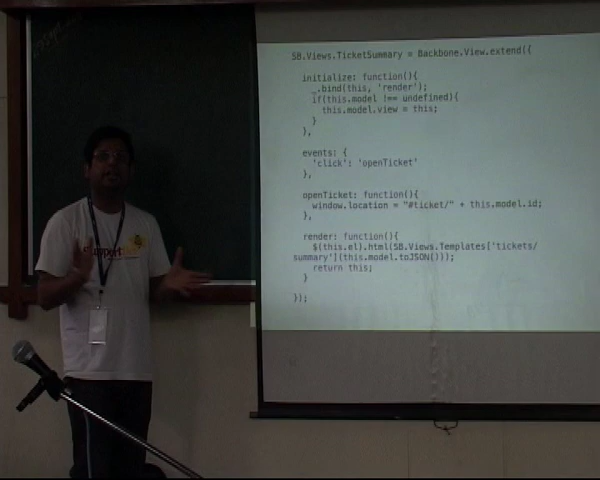 SB.Views.TicketSummary = Backbone.View.extend({
initialize: function(){
_.bind(this, 'render');
if(this.model !== undefined){
this.model.view = this;
}
},
events: {
'click': 'openTicket'
},
openTicket: function(){
window.location = "#ticket/" + this.model.id;
},
render: function(){
$(this.el).html(SB.Views.Templates['tickets/
summary'](this.model.toJSON()));
return this;
}
});
Support